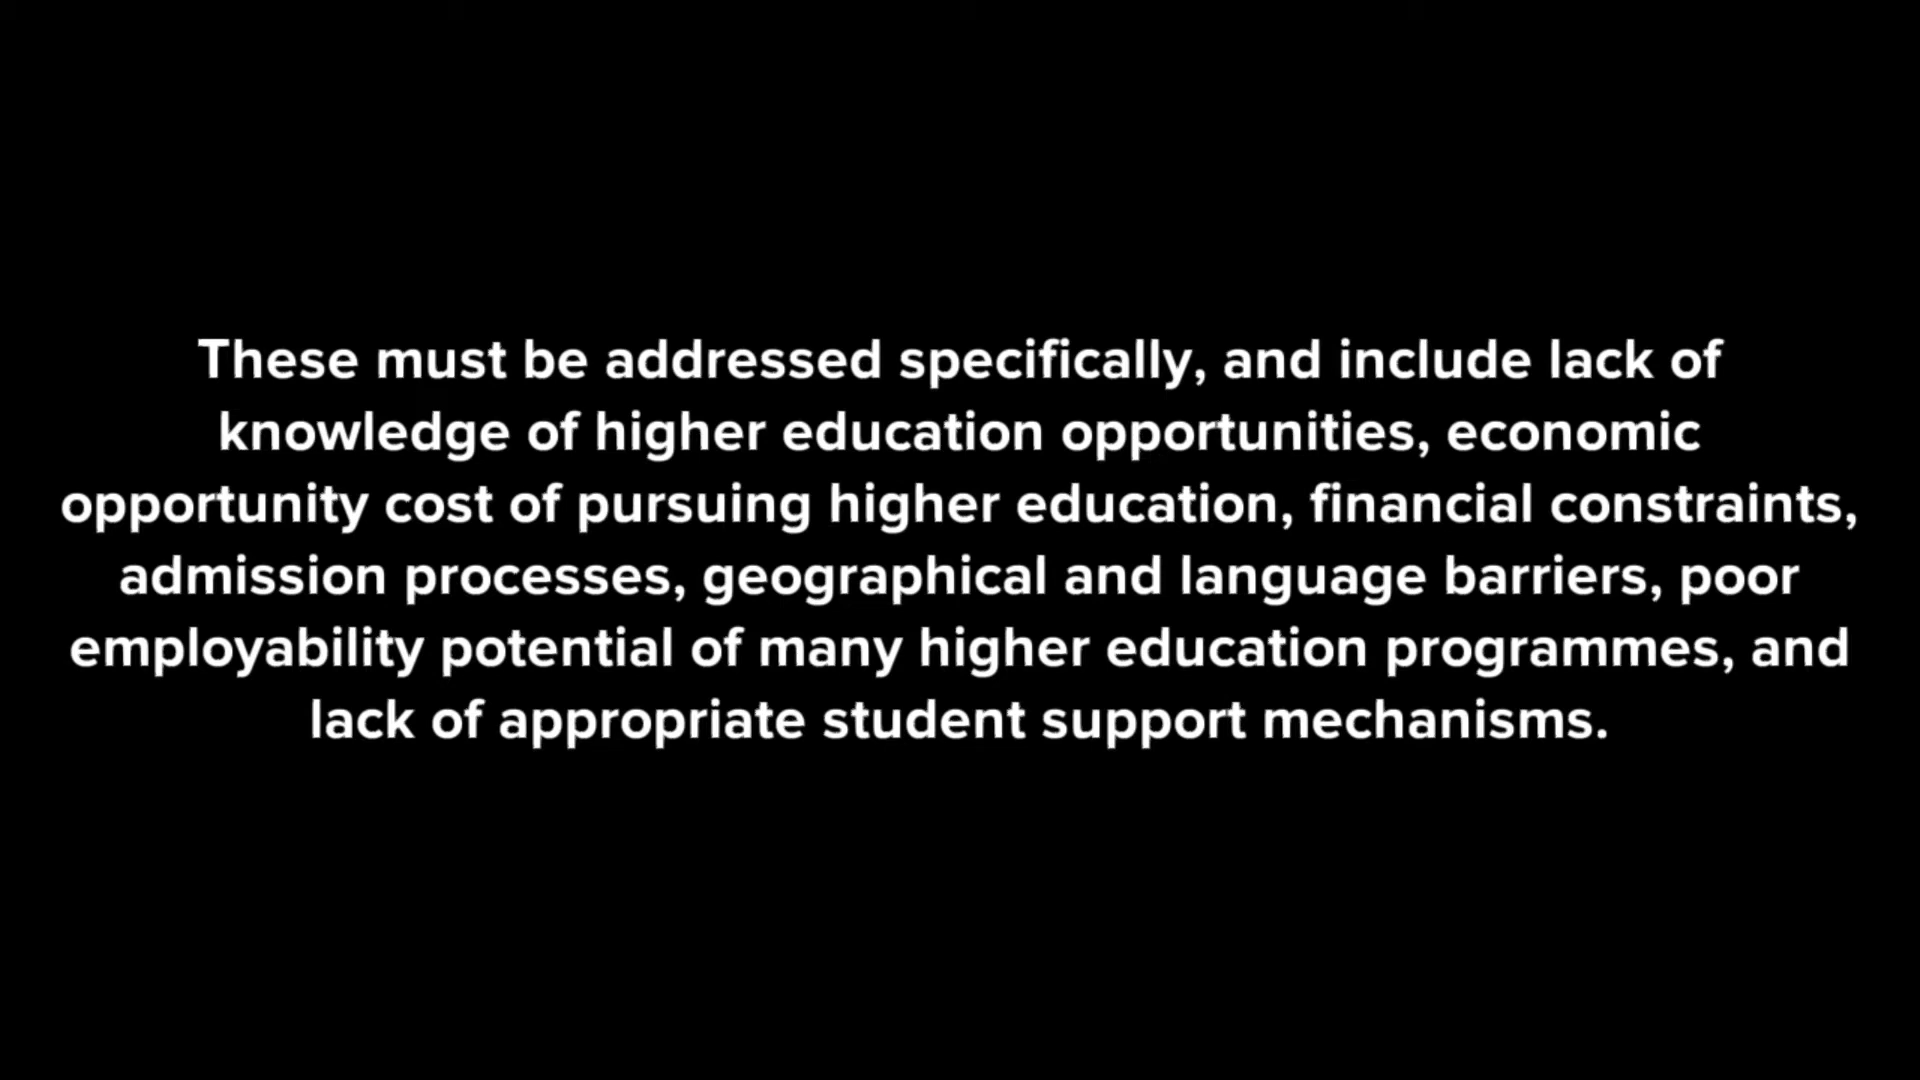 These must be addressed specifically, and include lack of
knowledge of higher education opportunities, economic
opportunity cost of pursuing higher education, financial constraints,
admission processes, geographical and language barriers, poor
employability potential of many higher education programmes, and
lack of appropriate student support mechanisms.